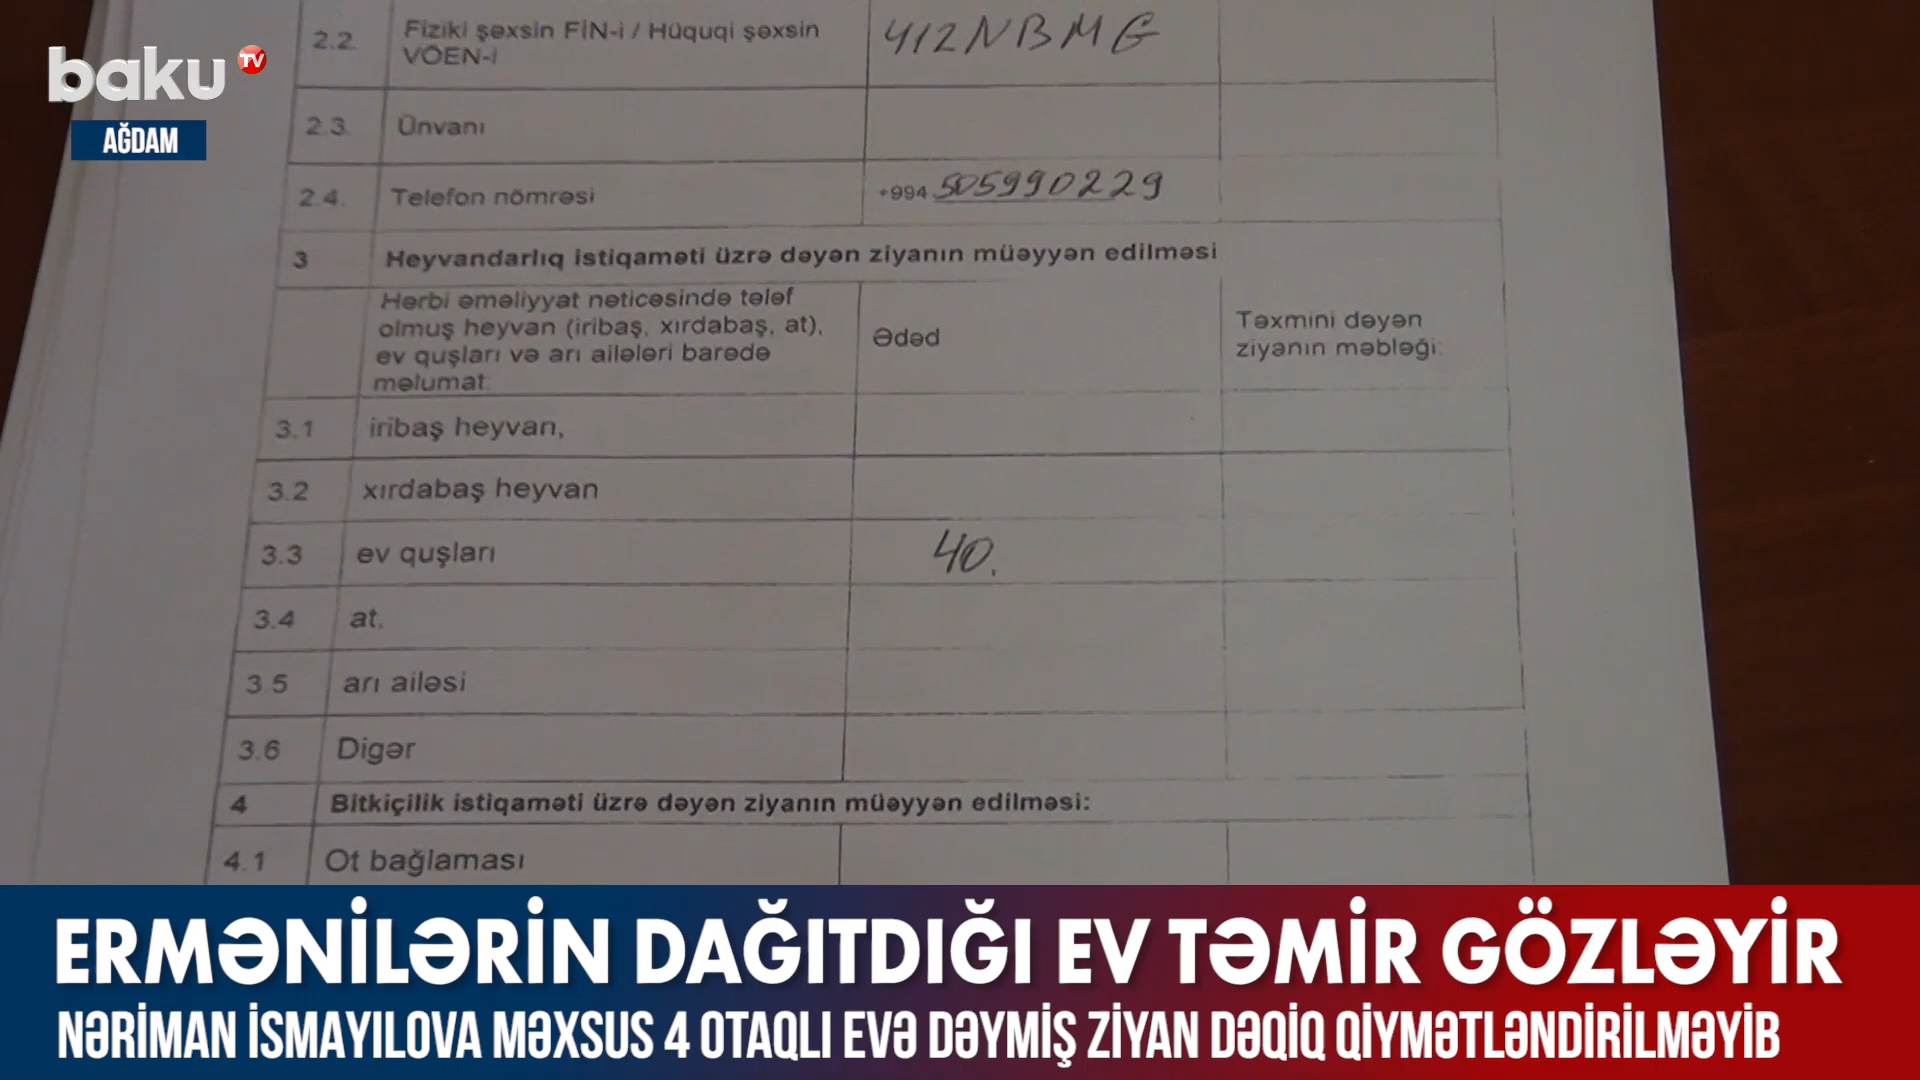 baku TV
AĞDAM
2.2. Fiziki şəxsin FİN-i / Hüquqi şəxsin VÖEN-i 412NBMG
2.3. Ünvanı
2.4. Telefon nömrəsi +994 505990229
3 Heyvandarlıq istiqaməti üzrə dəyən ziyanın müəyyən edilməsi
Hərbi əməliyyat nəticəsində tələf
olmuş heyvan (iribaş, xırdabaş, at),
ev quşları və arı ailələri barədə
məlumat:
Ədəd
Təxmini dəyən
ziyanın məbləği:
3.1 iribaş heyvan,
3.2 xırdabaş heyvan
3.3 ev quşları 40.
3.4 at,
3.5 arı ailəsi
3.6 Digər
4 Bitkiçilik istiqaməti üzrə dəyən ziyanın müəyyən edilməsi:
4.1 Ot bağlaması
ERMƏNİLƏRİN DAĞITDIĞI EV TƏMİR GÖZLƏYİR
NƏRİMAN İSMAYILOVA MƏXSUS 4 OTAQLI EVƏ DƏYMİŞ ZİYAN DƏQİQ QİYMƏTLƏNDİRİLMƏYİB